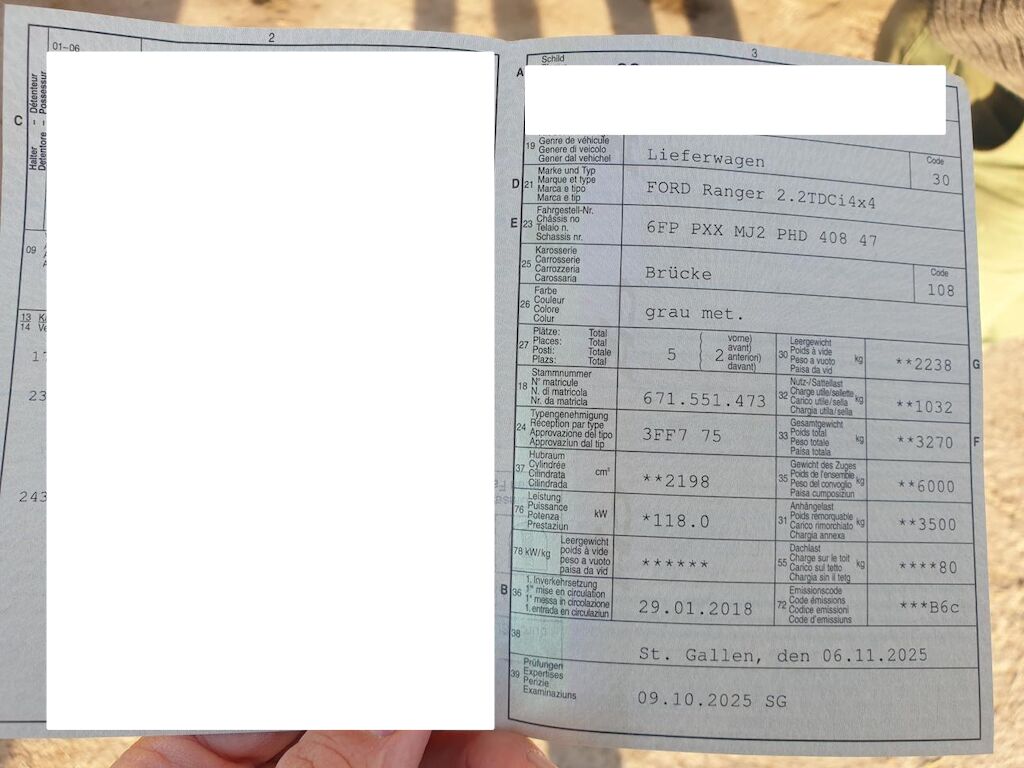 2
01-06
C
Halter - Détenteur
Detentore - Possessur
09
13
14
17
23
243
3
A
Schild
19
Genre de véhicule
Genere di veicolo
Gener dal vehichel
Lieferwagen
Code
30
D
21
Marke und Typ
Marque et type
Marca e tipo
Marca e tip
FORD Ranger 2.2TDCi4x4
E
23
Fahrgestell-Nr.
Châssis no
Telaio n.
Schassis nr.
6FP PXX MJ2 PHD 408 47
25
Karosserie
Carrosserie
Carrozzeria
Carossaria
Brücke
Code
108
26
Farbe
Couleur
Colore
Colur
grau met.
27
Plätze: Total
Places: Total
Posti: Totale
Plazs: Total
5
( 2
vorne)
avant)
anteriori)
davant)
30
Leergewicht
Poids à vide
Peso a vuoto
Paisa da vid
kg
**2238
G
18
Stammnummer
N° matricule
N. di matricola
Nr. da matricla
671.551.473
32
Nutz-/Sattellast
Charge utile/sellette
Carico utile/sella
Chargia utila/sella
kg
**1032
24
Typengenehmigung
Réception par type
Approvazione del tipo
Approvaziun dal tip
3FF7 75
33
Gesamtgewicht
Poids total
Peso totale
Paisa totala
kg
**3270
F
37
Hubraum
Cylindrée
Cilindrata
Cilindrada
cm³
**2198
35
Gewicht des Zuges
Poids de l'ensemble
Peso del convoglio
Paisa cumposiziun
kg
**6000
76
Leistung
Puissance
Potenza
Prestaziun
kW
*118.0
31
Anhängelast
Poids remorquable
Carico rimorchiato
Chargia annexa
kg
**3500
78 kW/kg
Leergewicht
poids à vide
peso a vuoto
paisa da vid
******
55
Dachlast
Charge sur le toit
Carico sul tetto
Chargia sin il tetg
kg
****80
B
36
1. Inverkehrsetzung
1re mise en circulation
1a messa in circolazione
1. entrada en circulaziun
29.01.2018
72
Emissionscode
Code émissions
Codice emissioni
Code d'emissiuns
***B6c
38
St. Gallen, den 06.11.2025
39
Prüfungen
Expertises
Perizie
Examinaziuns
09.10.2025 SG